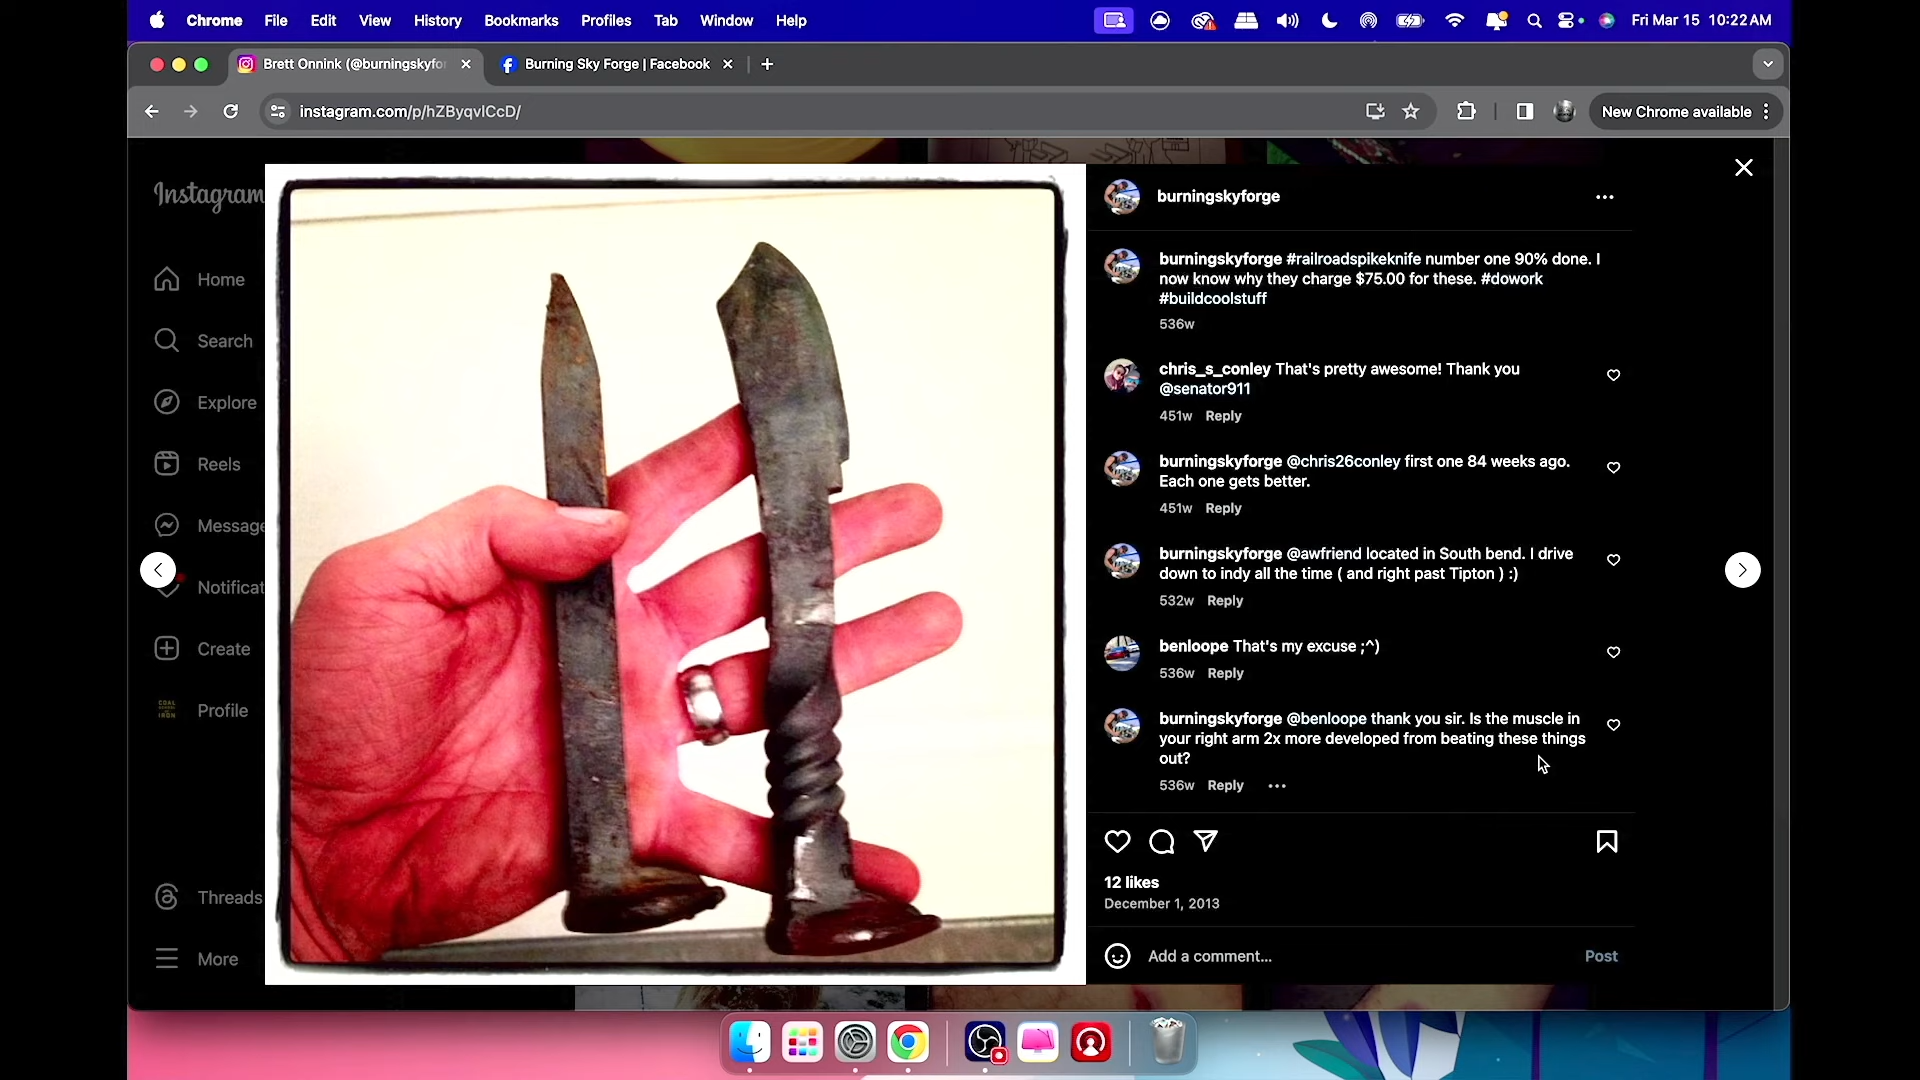 Chrome File Edit View History Bookmarks Profiles Tab Window Help Fri Mar 15 10:22 AM
Brett Onnink (@burningskyfo
Burning Sky Forge | Facebook
instagram.com/p/hZByqvlCcD/
New Chrome available
Instagram
Home
Search
Explore
Reels
Message
Notificat
Create
Profile
Threads
More
burningskyforge
burningskyforge #railroadspikeknife number one 90% done. I
now know why they charge $75.00 for these. #dowork
#buildcoolstuff
536w
chris_s_conley That's pretty awesome! Thank you
@senator911
451w Reply
burningskyforge @chris26conley first one 84 weeks ago.
Each one gets better.
451w Reply
burningskyforge @awfriend located in South bend. I drive
down to indy all the time ( and right past Tipton ) :)
532w Reply
benloope That's my excuse ;^)
536w Reply
burningskyforge @benloope thank you sir. Is the muscle in
your right arm 2x more developed from beating these things
out?
536w Reply
12 likes
December 1, 2013
Add a comment...
Post